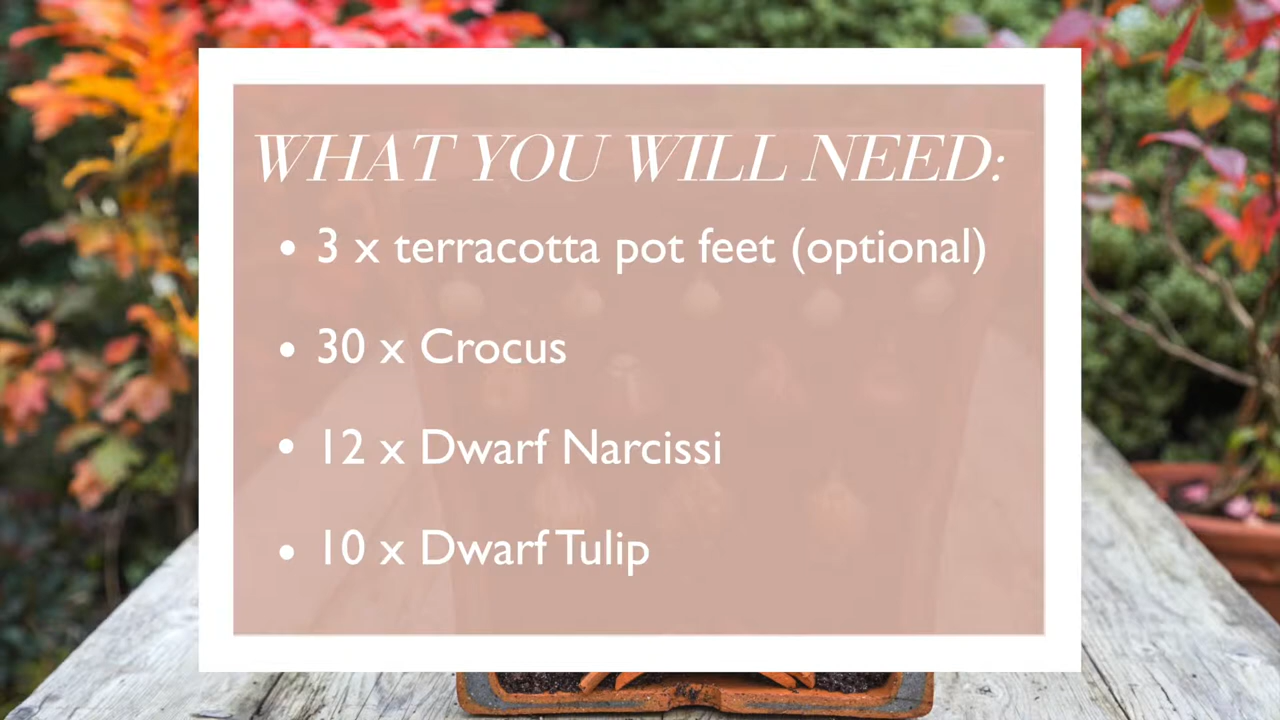 WHAT YOU WILL NEED:
• 3 x terracotta pot feet (optional)
• 30 x Crocus
• 12 x Dwarf Narcissi
• 10 x Dwarf Tulip